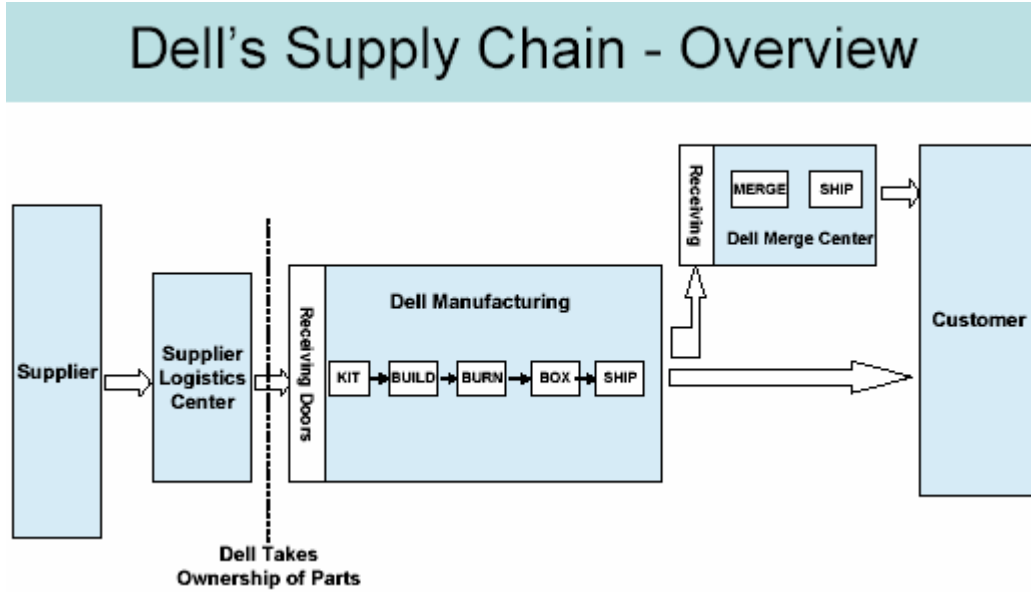 Dell's Supply Chain - Overview
Supplier
Supplier
Logistics
Center
Dell Takes
Ownership of Parts
Receiving Doors
Dell Manufacturing
KIT
BUILD
BURN
BOX
SHIP
Receiving
MERGE
SHIP
Dell Merge Center
Customer